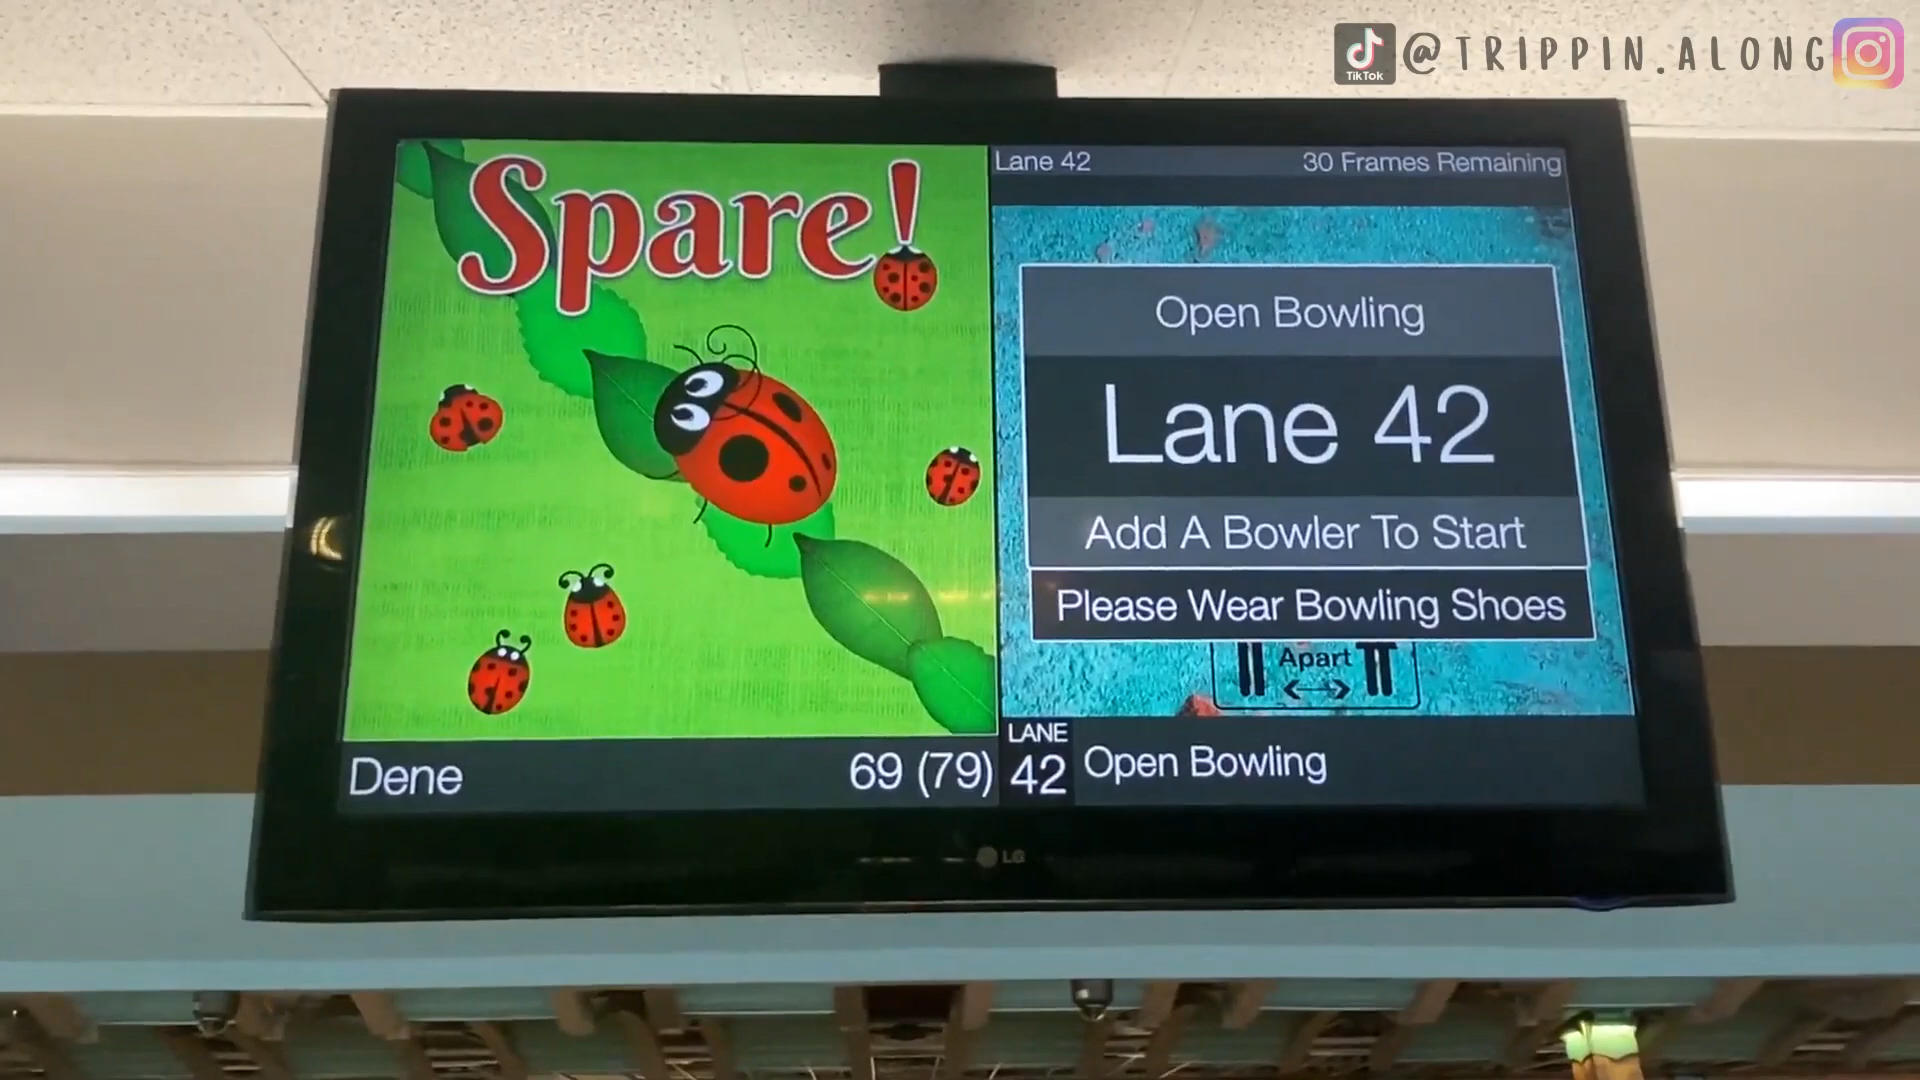 TikTok
@TRIPPIN.ALONG
Spare!
Dene 69 (79)
Lane 42 30 Frames Remaining
Open Bowling
Lane 42
Add A Bowler To Start
Please Wear Bowling Shoes
Apart
LANE
42
Open Bowling
LG